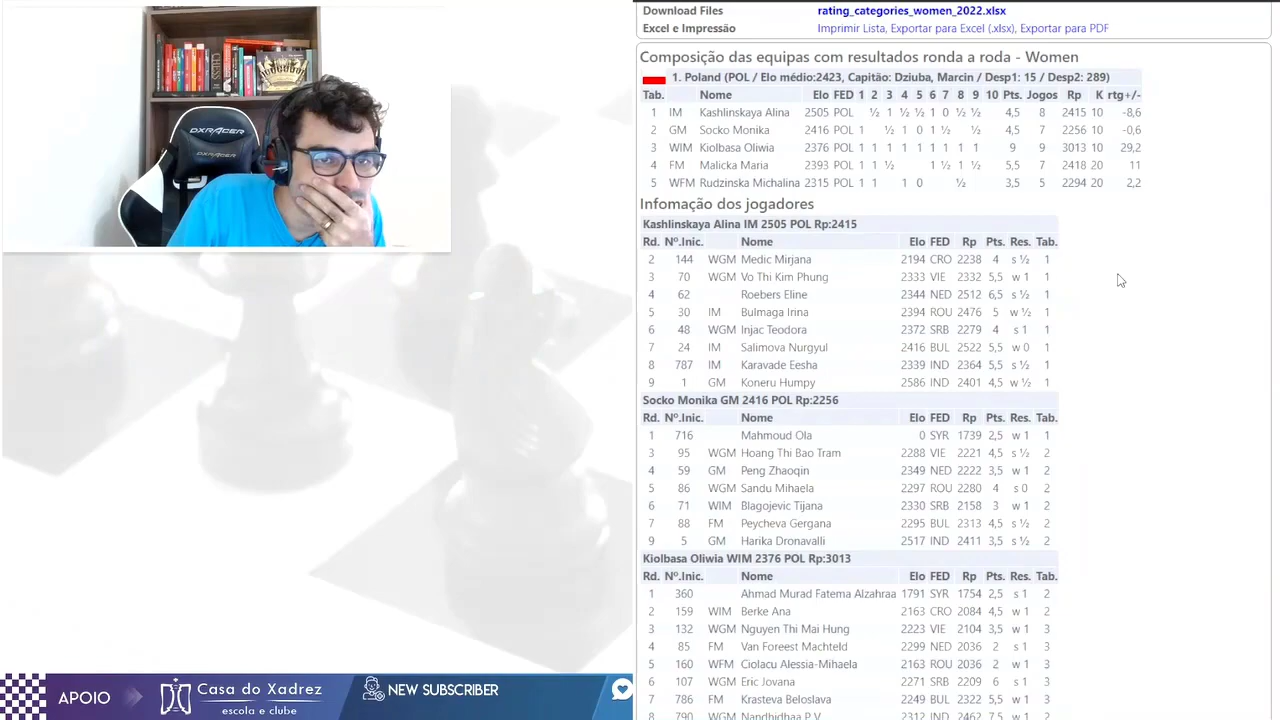 CHESS
DXRACER
DXRACER
APOIO
Casa do Xadrez
escola e clube
NEW SUBSCRIBER
Download Files rating_categories_women_2022.xlsx
Excel e Impressão Imprimir Lista, Exportar para Excel (.xlsx), Exportar para PDF
Composição das equipas com resultados ronda a roda - Women
1. Poland (POL / Elo médio:2423, Capitão: Dziuba, Marcin / Desp1: 15 / Desp2: 289)
Tab. Nome Elo FED 1 2 3 4 5 6 7 8 9 10 Pts. Jogos Rp K rtg+/-
1 IM Kashlinskaya Alina 2505 POL ½ 1 ½ ½ 1 0 ½ ½ 4,5 8 2415 10 -8,6
2 GM Socko Monika 2416 POL 1 ½ 1 0 1 ½ ½ 4,5 7 2256 10 -0,6
3 WIM Kiolbasa Oliwia 2376 POL 1 1 1 1 1 1 1 1 1 9 9 3013 10 29,2
4 FM Malicka Maria 2393 POL 1 1 ½ 1 ½ 1 ½ 5,5 7 2418 20 11
5 WFM Rudzinska Michalina 2315 POL 1 1 1 0 ½ 3,5 5 2294 20 2,2
Infomação dos jogadores
Kashlinskaya Alina IM 2505 POL Rp:2415
Rd. Nº.Inic. Nome Elo FED Rp Pts. Res. Tab.
2 144 WGM Medic Mirjana 2194 CRO 2238 4 s ½ 1
3 70 WGM Vo Thi Kim Phung 2333 VIE 2332 5,5 w 1 1
4 62 Roebers Eline 2344 NED 2512 6,5 s ½ 1
5 30 IM Bulmaga Irina 2394 ROU 2476 5 w ½ 1
6 48 WGM Injac Teodora 2372 SRB 2279 4 s 1 1
7 24 IM Salimova Nurgyul 2416 BUL 2522 5,5 w 0 1
8 787 IM Karavade Eesha 2339 IND 2364 5,5 s ½ 1
9 1 GM Koneru Humpy 2586 IND 2401 4,5 w ½ 1
Socko Monika GM 2416 POL Rp:2256
Rd. Nº.Inic. Nome Elo FED Rp Pts. Res. Tab.
1 716 Mahmoud Ola 0 SYR 1739 2,5 w 1 1
3 95 WGM Hoang Thi Bao Tram 2288 VIE 2221 4,5 s ½ 2
4 59 GM Peng Zhaoqin 2349 NED 2222 3,5 w 1 2
5 86 WGM Sandu Mihaela 2297 ROU 2280 4 s 0 2
6 71 WIM Blagojevic Tijana 2330 SRB 2158 3 w 1 2
7 88 FM Peycheva Gergana 2295 BUL 2313 4,5 s ½ 2
9 5 GM Harika Dronavalli 2517 IND 2411 3,5 s ½ 2
Kiolbasa Oliwia WIM 2376 POL Rp:3013
Rd. Nº.Inic. Nome Elo FED Rp Pts. Res. Tab.
1 360 Ahmad Murad Fatema Alzahraa 1791 SYR 1754 2,5 s 1 2
2 159 WIM Berke Ana 2163 CRO 2084 4,5 w 1 2
3 132 WGM Nguyen Thi Mai Hung 2223 VIE 2104 3,5 w 1 3
4 85 FM Van Foreest Machteld 2299 NED 2036 2 s 1 3
5 160 WFM Ciolacu Alessia-Mihaela 2163 ROU 2036 2 w 1 3
6 107 WGM Eric Jovana 2271 SRB 2209 6 s 1 3
7 786 FM Krasteva Beloslava 2249 BUL 2322 5,5 w 1 3
8 790 WGM Nandhidhaa P.V. 2312 IND 2462 7,5 s 1 3